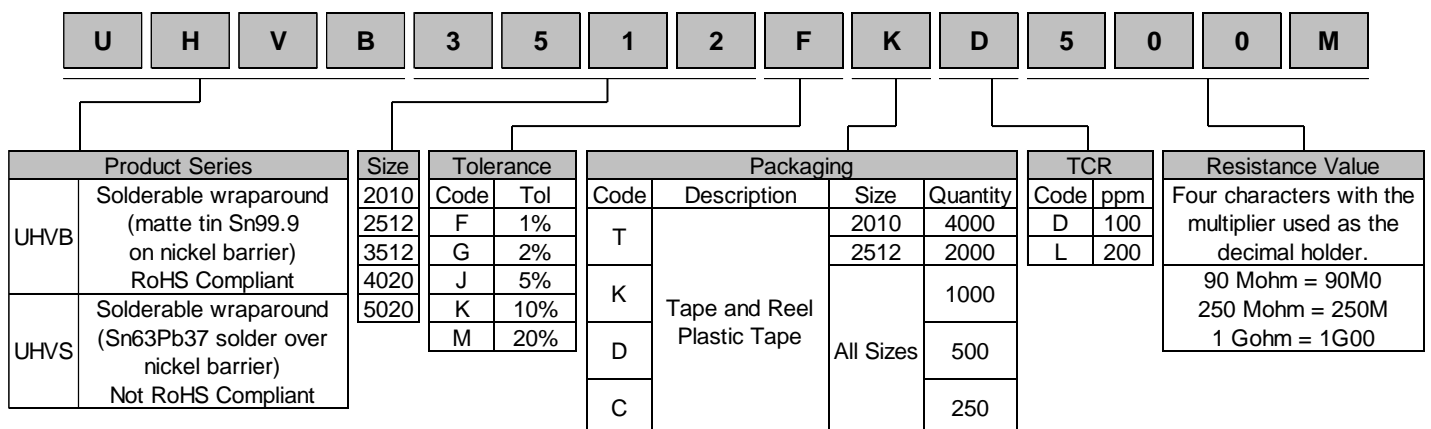 U H V B 3 5 1 2 F K D 5 0 0 M
Product Series
UHVB
Solderable wraparound
(matte tin Sn99.9
on nickel barrier)
RoHS Compliant
UHVS
Solderable wraparound
(Sn63Pb37 solder over
nickel barrier)
Not RoHS Compliant
Size
2010
2512
3512
4020
5020
Tolerance
Code Tol
F 1%
G 2%
J 5%
K 10%
M 20%
Packaging
Code Description Size Quantity
T
2010 4000
2512 2000
K
1000
Tape and Reel
Plastic Tape
All Sizes
D
500
C
250
TCR
Code ppm
D 100
L 200
Resistance Value
Four characters with the
multiplier used as the
decimal holder.
90 Mohm = 90M0
250 Mohm = 250M
1 Gohm = 1G00